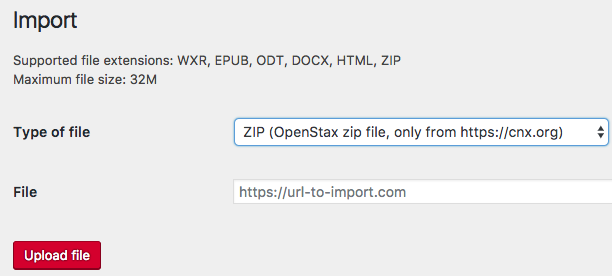 Import
Supported file extensions: WXR, EPUB, ODT, DOCX, HTML, ZIP
Maximum file size: 32M
Type of file
ZIP (OpenStax zip file, only from https://cnx.org)
File
https://url-to-import.com
Upload file